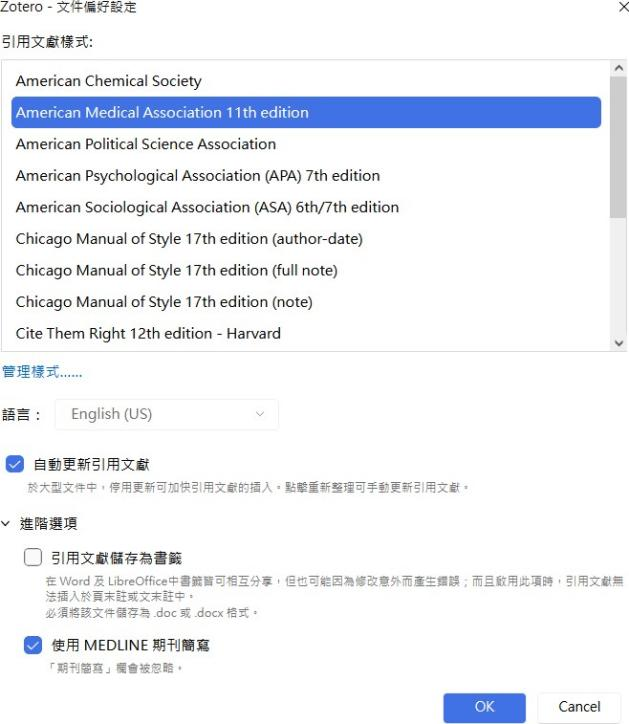 Zotero - 文件偏好設定
引用文獻樣式:
American Chemical Society
American Medical Association 11th edition
American Political Science Association
American Psychological Association (APA) 7th edition
American Sociological Association (ASA) 6th/7th edition
Chicago Manual of Style 17th edition (author-date)
Chicago Manual of Style 17th edition (full note)
Chicago Manual of Style 17th edition (note)
Cite Them Right 12th edition - Harvard
管理樣式......
語言： English (US)
自動更新引用文獻
於大型文件中，停用更新可加快引用文獻的插入。點擊重新整理可手動更新引用文獻。
進階選項
引用文獻儲存為書籤
在 Word 及 LibreOffice中書籤皆可相互分享，但也可能因為修改意外而產生錯誤；而且啟用此項時，引用文獻無
法插入於頁末註或文末註中。
必須將該文件儲存為 .doc 或 .docx 格式。
使用 MEDLINE 期刊簡寫
「期刊簡寫」欄會被忽略。
OK Cancel